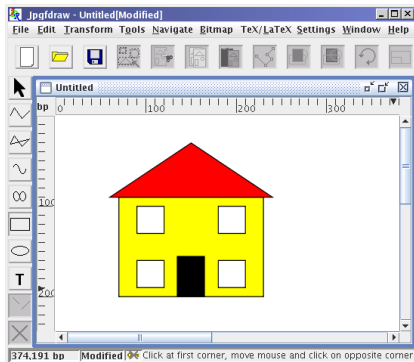 Jpgfdraw - Untitled[Modified]
File Edit Transform Tools Navigate Bitmap TeX/LaTeX Settings Window Help
Untitled
bp 0 100 200 300
100
T
200
374,191 bp Modified Click at first corner, move mouse and click on opposite corner